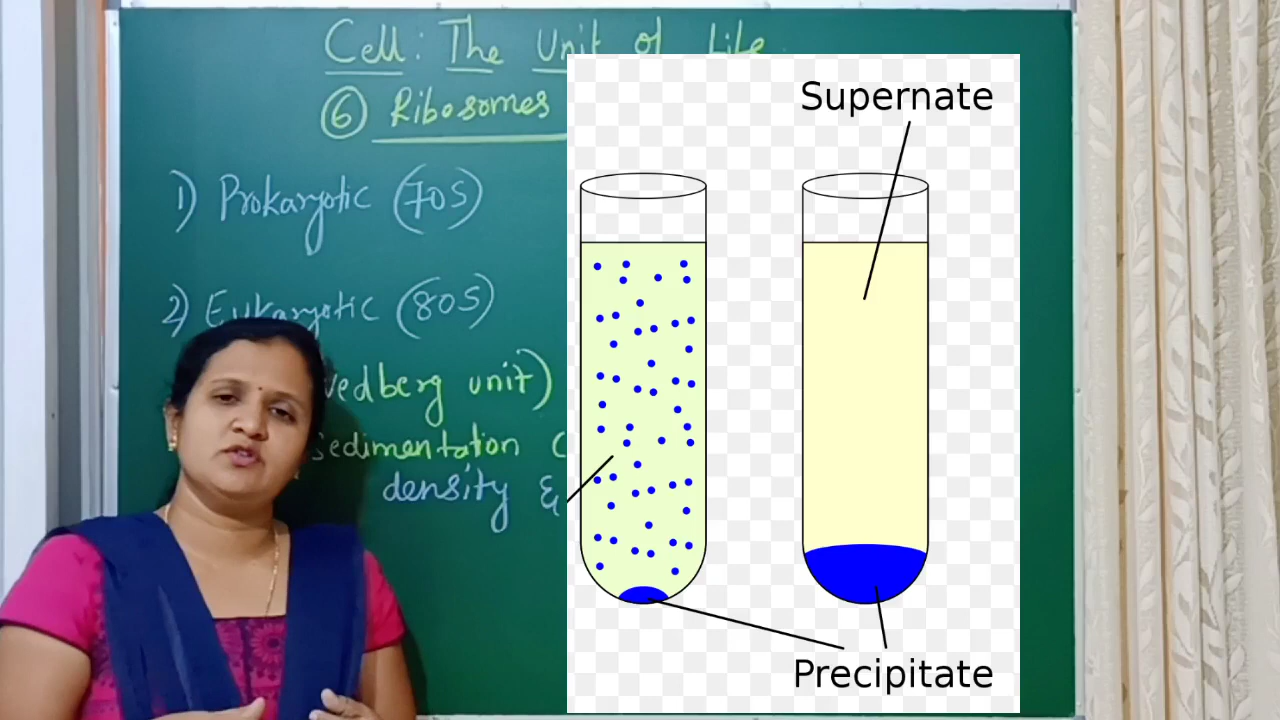 Cell: The Unit of Life
⑥ Ribosomes
1) Prokaryotic (70S)
2) Eukaryotic (80S)
vedberg unit)
Sedimentation C
density &
Supernate
Precipitate